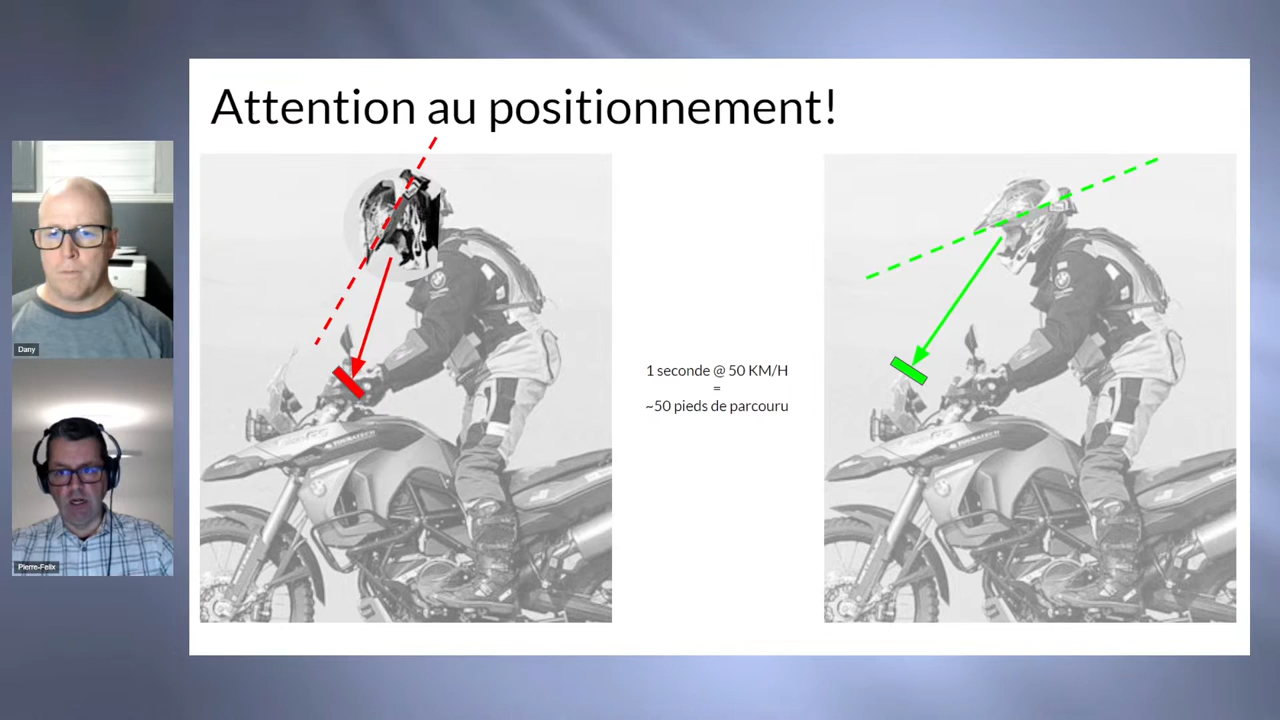 Attention au positionnement!
1 seconde @ 50 KM/H
=
~50 pieds de parcouru
Dany
Pierre-Felix